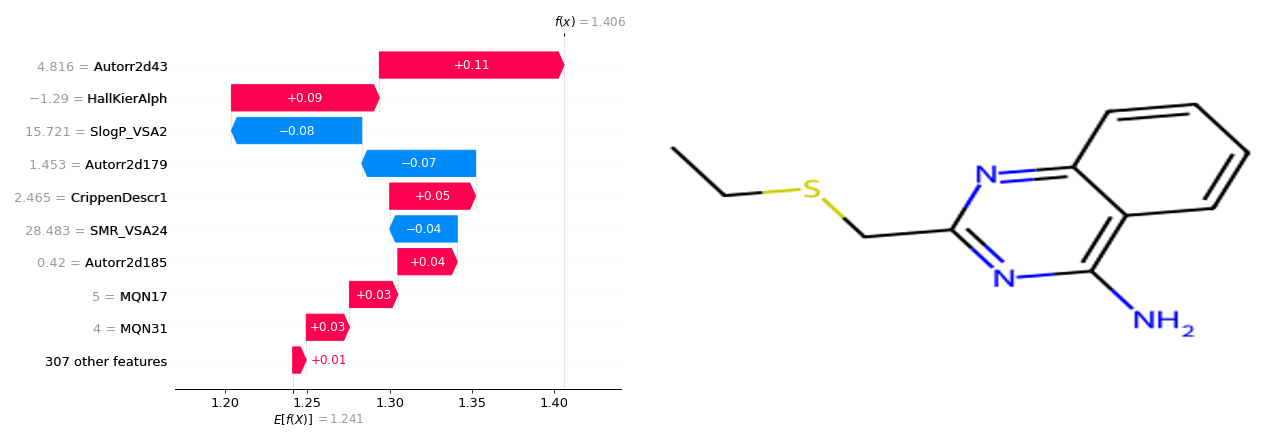 f(x) = 1.406
4.816 = Autorr2d43 +0.11
−1.29 = HallKierAlph +0.09
15.721 = SlogP_VSA2 −0.08
1.453 = Autorr2d179 −0.07
2.465 = CrippenDescr1 +0.05
28.483 = SMR_VSA24 −0.04
0.42 = Autorr2d185 +0.04
5 = MQN17 +0.03
4 = MQN31 +0.03
307 other features +0.01
1.20 1.25 1.30 1.35 1.40
E[f(X)] = 1.241
N
S
N
NH2